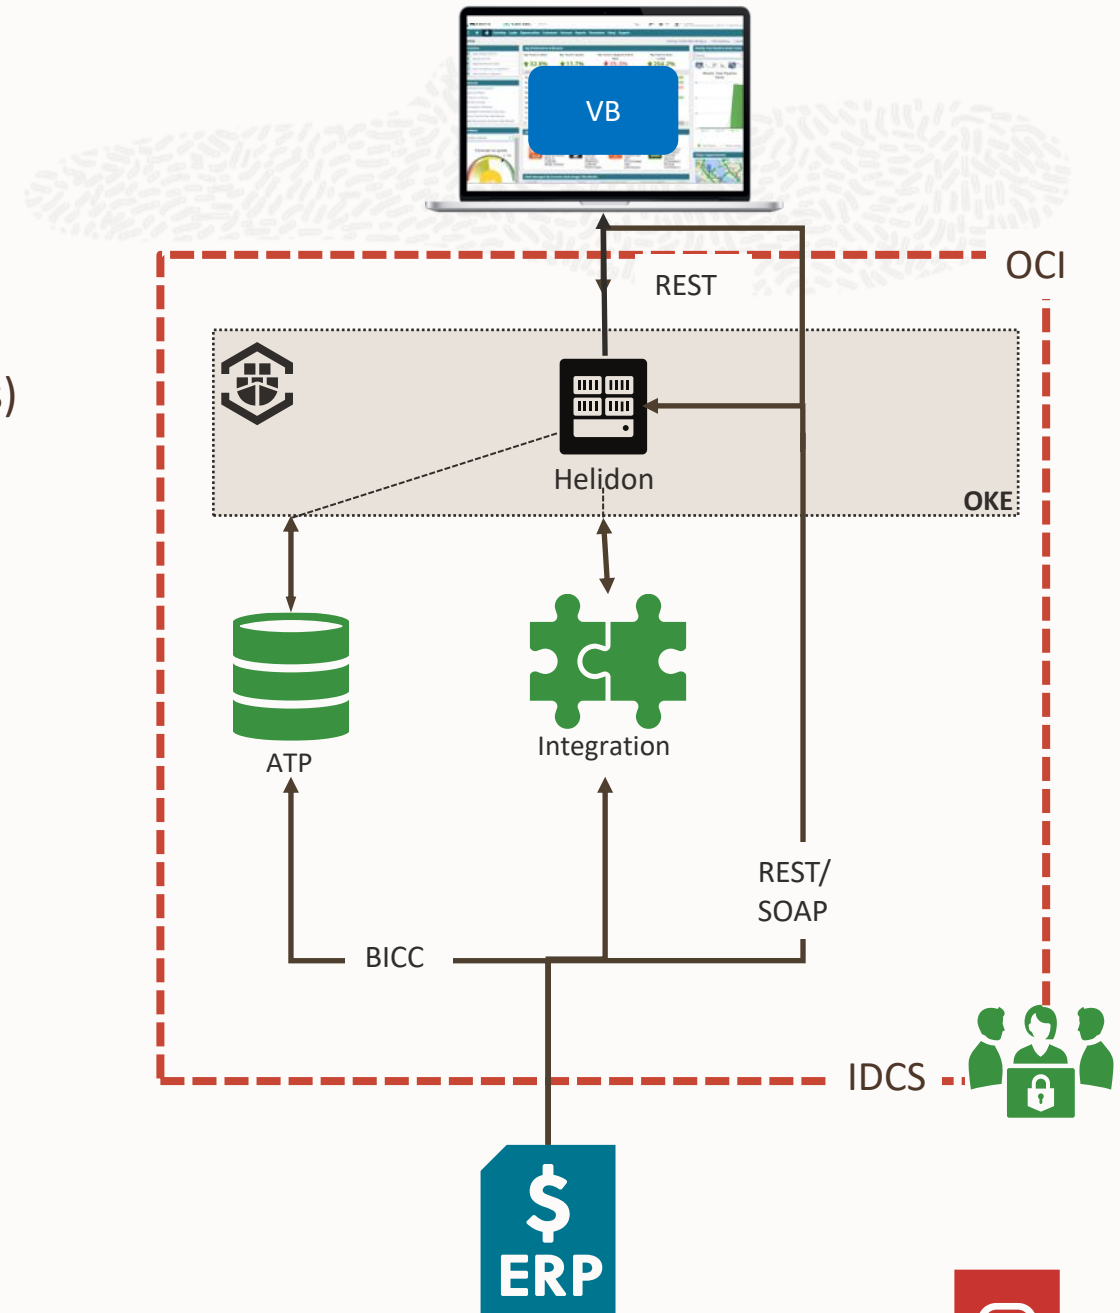 VB
OCI
REST
s)
Helidon
OKE
ATP
Integration
REST/
SOAP
BICC
IDCS
$
ERP